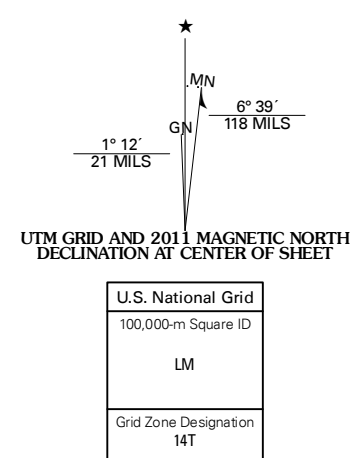 ★
MN
GN
6° 39´
118 MILS
1° 12´
21 MILS
UTM GRID AND 2011 MAGNETIC NORTH
DECLINATION AT CENTER OF SHEET
U.S. National Grid
100,000-m Square ID
LM
Grid Zone Designation
14T